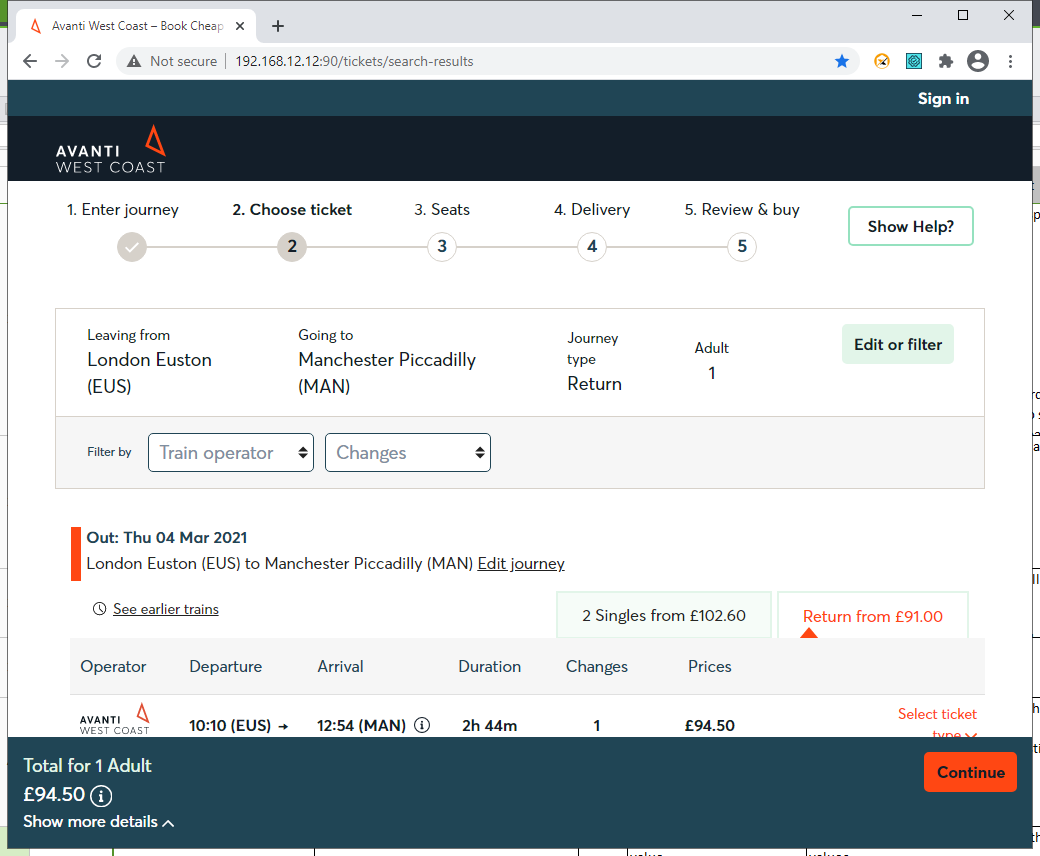 Avanti West Coast – Book Cheap
Not secure
192.168.12.12:90/tickets/search-results
Sign in
AVANTI
WEST COAST
1. Enter journey
2. Choose ticket
3. Seats
4. Delivery
5. Review & buy
2
3
4
5
Show Help?
Leaving from
London Euston
(EUS)
Going to
Manchester Piccadilly
(MAN)
Journey
type
Return
Adult
1
Edit or filter
Filter by
Train operator
Changes
Out: Thu 04 Mar 2021
London Euston (EUS) to Manchester Piccadilly (MAN) Edit journey
See earlier trains
2 Singles from £102.60
Return from £91.00
Operator
Departure
Arrival
Duration
Changes
Prices
AVANTI
WEST COAST
10:10 (EUS) →
12:54 (MAN)
2h 44m
1
£94.50
Select ticket
type
Total for 1 Adult
£94.50
Show more details
Continue